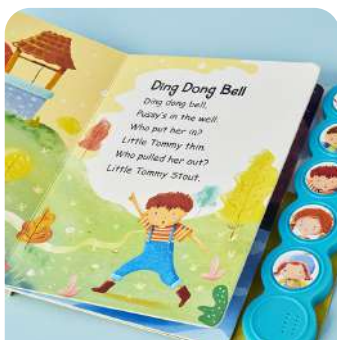 Ding Dong Bell
Ding dong bell,
Pussy's in the well.
Who put her in?
Little Tommy thin.
Who pulled her out?
Little Tommy Stout.